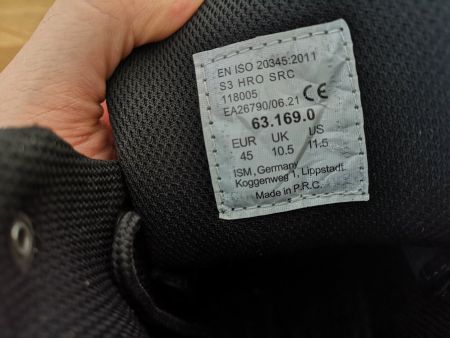 EN ISO 20345:2011
S3 HRO SRC
118005
EA26790/06.21 CE
63.169.0
EUR UK US
45 10.5 11.5
ISM, Germany
Koggenweg 1, Lippstadt
Made in P.R.C.